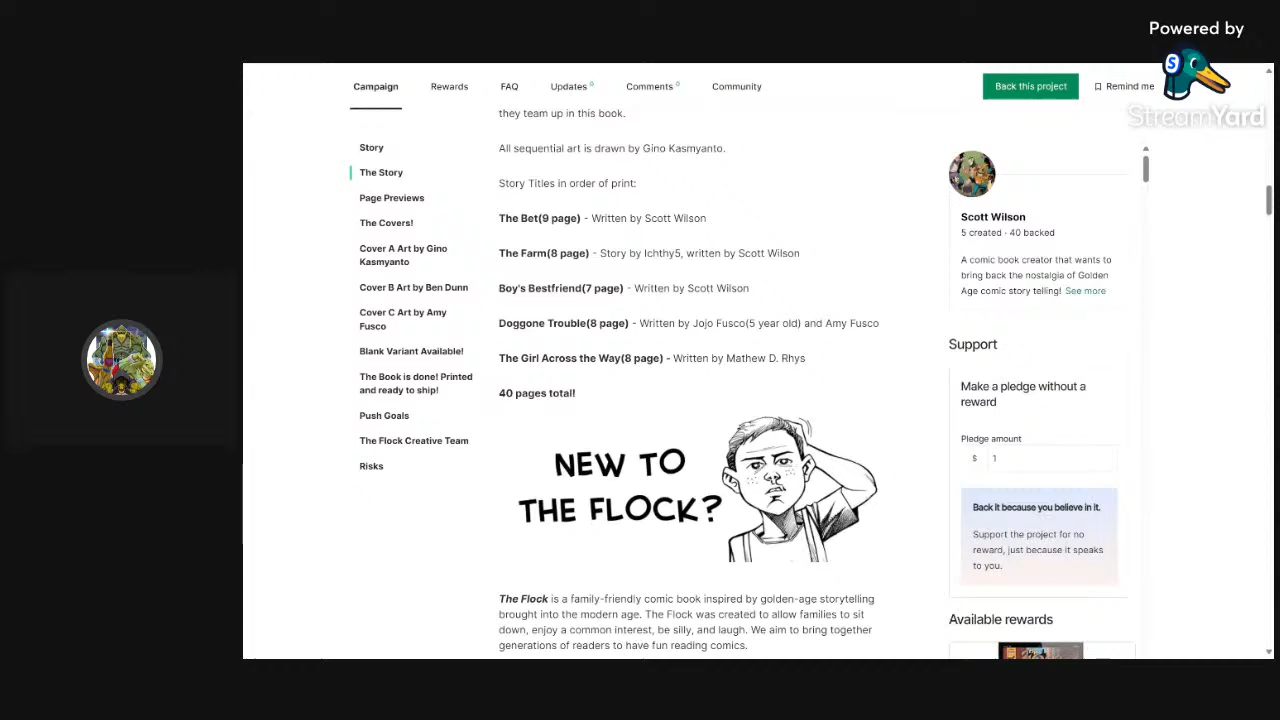 Powered by
StreamYard
Campaign Rewards FAQ Updates 0 Comments 0 Community Back this project Remind me
Story
The Story
Page Previews
The Covers!
Cover A Art by Gino
Kasmyanto
Cover B Art by Ben Dunn
Cover C Art by Amy
Fusco
Blank Variant Available!
The Book is done! Printed
and ready to ship!
Push Goals
The Flock Creative Team
Risks
they team up in this book.
All sequential art is drawn by Gino Kasmyanto.
Story Titles in order of print:
The Bet(9 page) - Written by Scott Wilson
The Farm(8 page) - Story by Ichthy5, written by Scott Wilson
Boy's Bestfriend(7 page) - Written by Scott Wilson
Doggone Trouble(8 page) - Written by Jojo Fusco(5 year old) and Amy Fusco
The Girl Across the Way(8 page) - Written by Mathew D. Rhys
40 pages total!
NEW TO
THE FLOCK?
The Flock is a family-friendly comic book inspired by golden-age storytelling
brought into the modern age. The Flock was created to allow families to sit
down, enjoy a common interest, be silly, and laugh. We aim to bring together
generations of readers to have fun reading comics.
Scott Wilson
5 created · 40 backed
A comic book creator that wants to
bring back the nostalgia of Golden
Age comic story telling! See more
Support
Make a pledge without a
reward
Pledge amount
$ 1
Back it because you believe in it.
Support the project for no
reward, just because it speaks
to you.
Available rewards